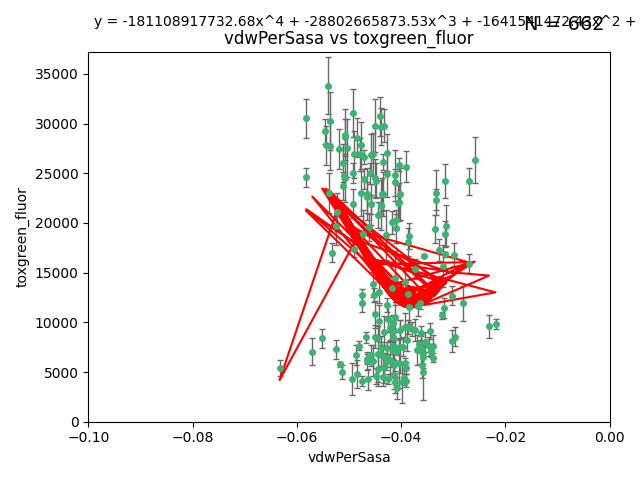 y = -181108917732.68x^4 + -28802665873.53x^3 + +
N = 662
vdwPerSasa vs toxgreen_fluor
35000
30000
25000
20000
15000
10000
5000
0
toxgreen_fluor
−0.10
−0.08
−0.06
−0.04
−0.02
0.00
vdwPerSasa